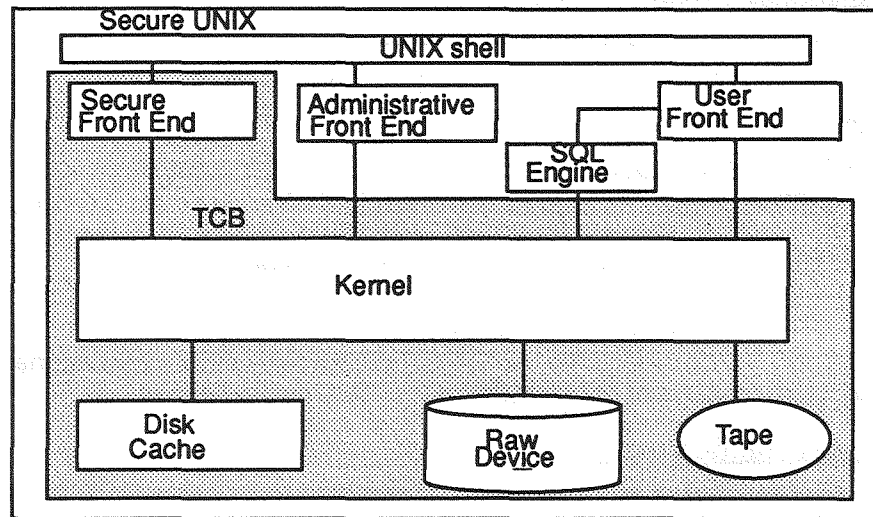 Secure UNIX
UNIX shell
Secure
Front End
Administrative
Front End
User
Front End
SQL
Engine
TCB
Kernel
Disk
Cache
Raw
Device
Tape